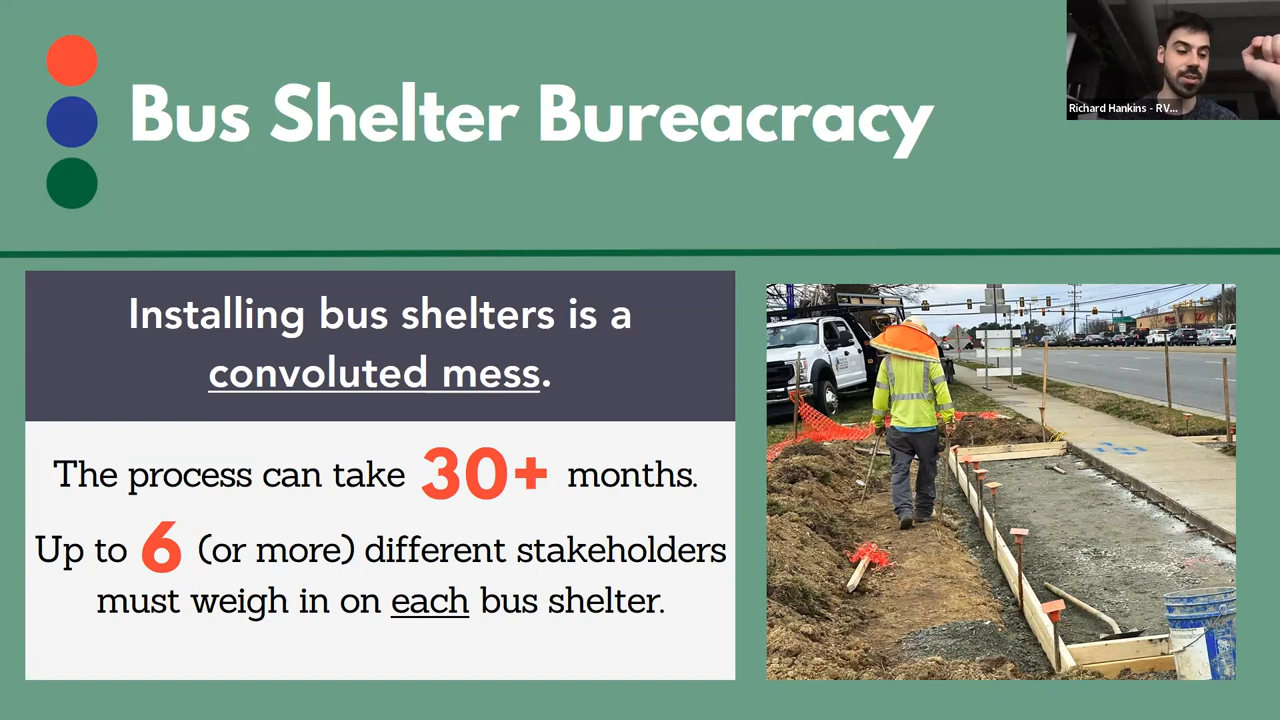 Bus Shelter Bureaucracy
Richard Hankins - RV...
Installing bus shelters is a
convoluted mess.
The process can take 30+ months.
Up to 6 (or more) different stakeholders
must weigh in on each bus shelter.